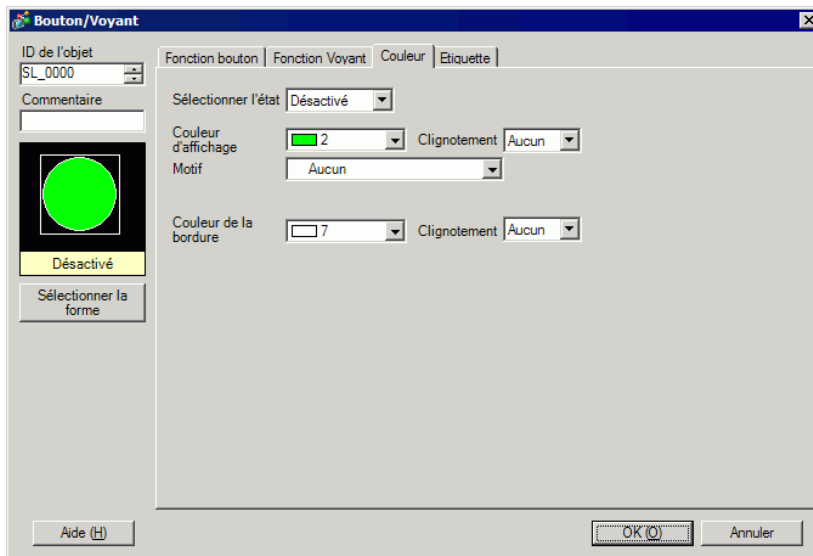 Bouton/Voyant
ID de l'objet
SL_0000
Commentaire
Désactivé
Sélectionner la
forme
Fonction bouton
Fonction Voyant
Couleur
Etiquette
Sélectionner l'état Désactivé
Couleur
d'affichage
2
Clignotement Aucun
Motif
Aucun
Couleur de la
bordure
7
Clignotement Aucun
Aide (H)
OK (O)
Annuler